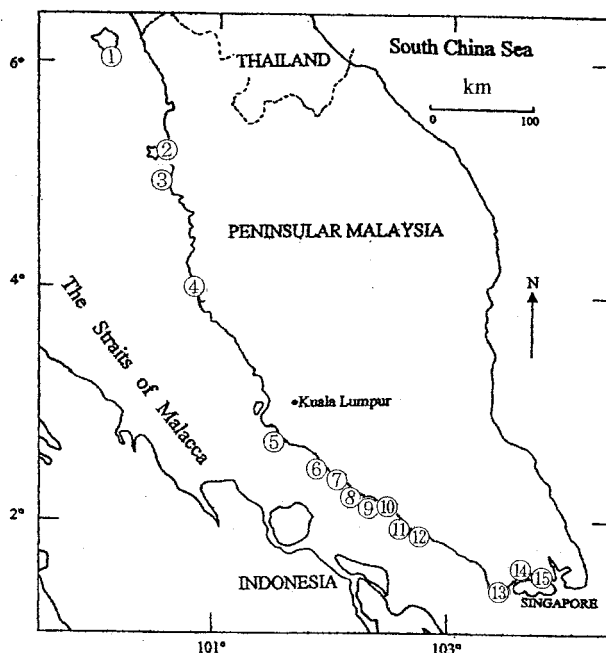 6°
4°
2°
101°
103°
South China Sea
THAILAND
km
0 100
PENINSULAR MALAYSIA
N
The Straits of Malacca
Kuala Lumpur
INDONESIA
SINGAPORE
①
②
③
④
⑤
⑥
⑦
⑧
⑨
⑩
⑪
⑫
⑬
⑭
⑮